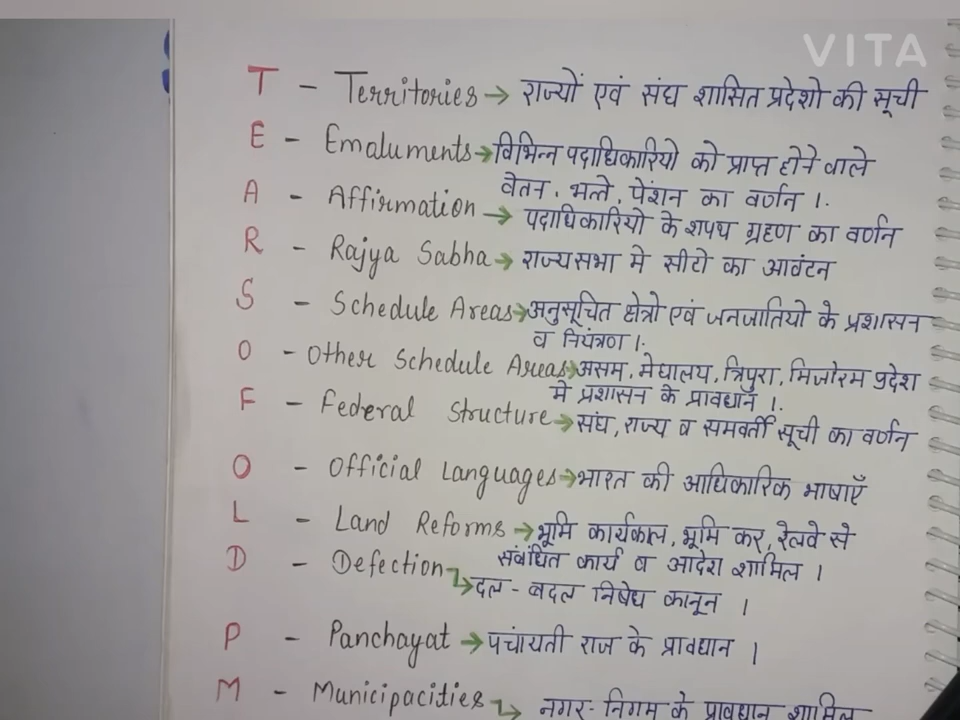 VITA
T - Territories → राज्यों एवं संघ शासित प्रदेशो की सूची
E - Emaluments → विभिन्न पदाधिकारियो को प्राप्त होने वाले
वेतन, भत्ते, पेंशन का वर्णन ।.
A - Affirmation → पदाधिकारियो के शपथ ग्रहण का वर्णन
R - Rajya Sabha → राज्यसभा मे सीटो का आवंटन
S - Schedule Areas → अनुसूचित क्षेत्रो एवं जनजातियो के प्रशासन
व नियंत्रण ।.
O - Other Schedule Areas → असम, मेघालय, त्रिपुरा, मिजोरम प्रदेश
मे प्रशासन के प्रावधान ।.
F - Federal Structure → संघ, राज्य व समवर्ती सूची का वर्णन
O - Official Languages → भारत की आधिकारिक भाषाएँ
L - Land Reforms → भूमि कार्यकाल, भूमि कर, रेलवे से
संबंधित कार्य व आदेश शामिल ।
D - Defection → दल - बदल निषेध कानून ।
P - Panchayat → पचांयती राज के प्रावधान ।
M - Municipacities → नगर - निगम के प्रावधान शामिल